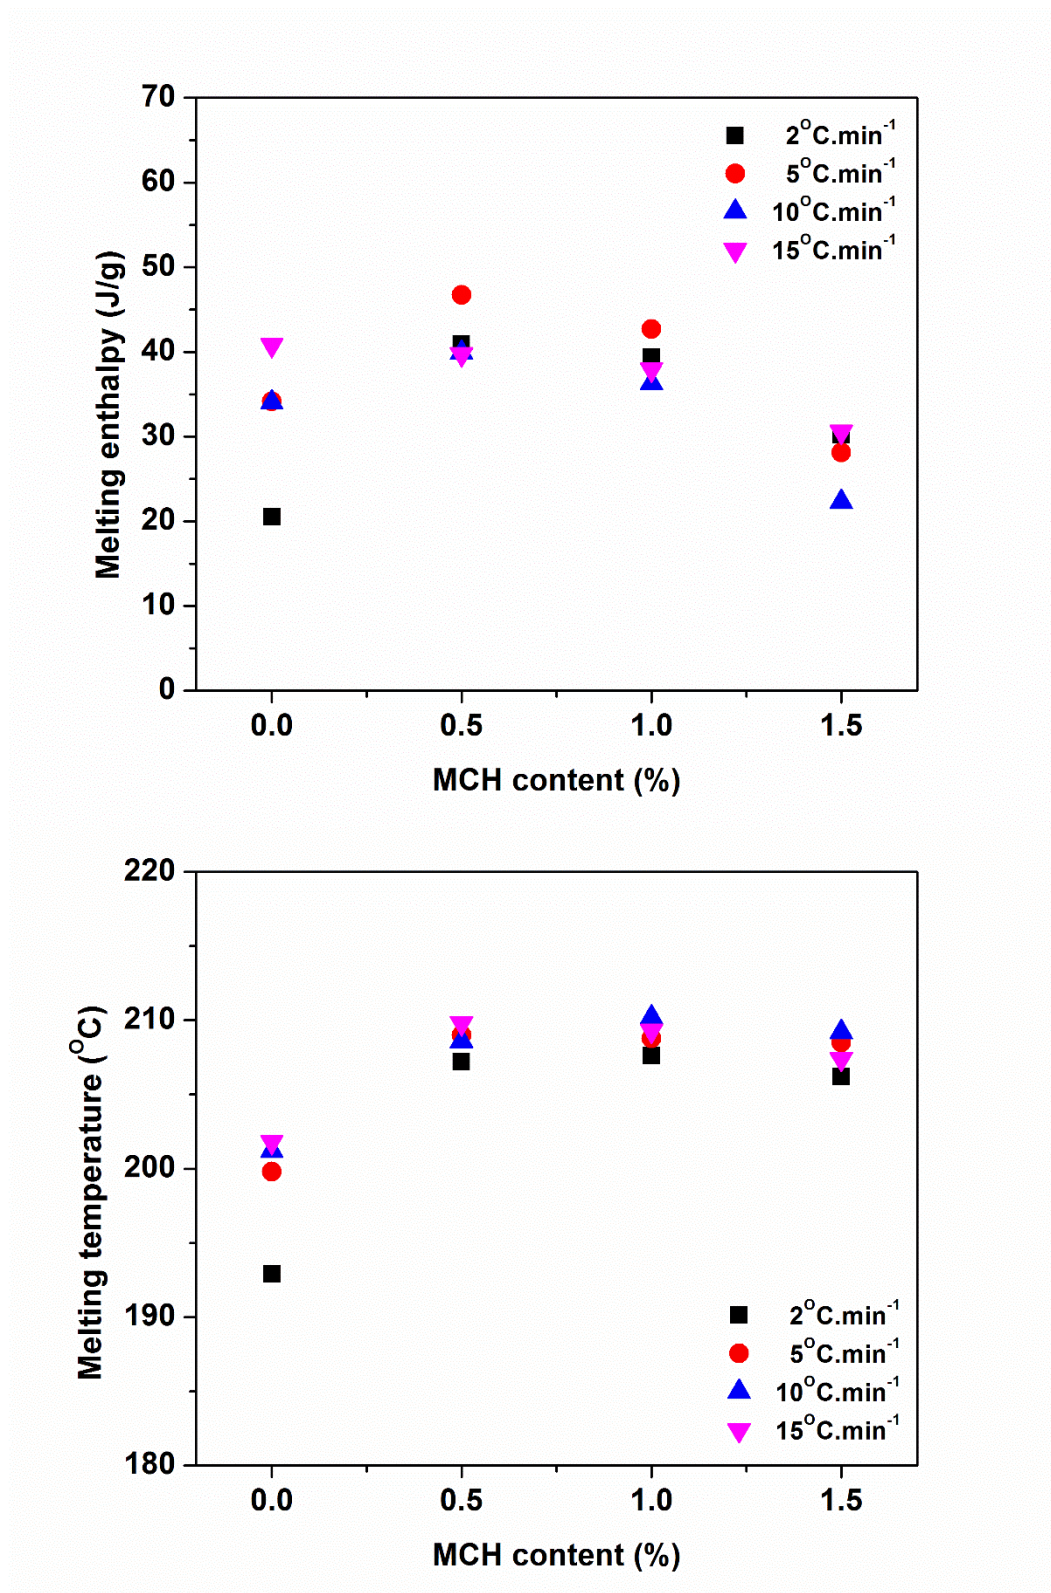 70
60
50
40
30
20
10
0
Melting enthalpy (J/g)
2°C.min⁻¹
5°C.min⁻¹
10°C.min⁻¹
15°C.min⁻¹
0.0 0.5 1.0 1.5
MCH content (%)
220
210
200
190
180
Melting temperature (°C)
2°C.min⁻¹
5°C.min⁻¹
10°C.min⁻¹
15°C.min⁻¹
0.0 0.5 1.0 1.5
MCH content (%)